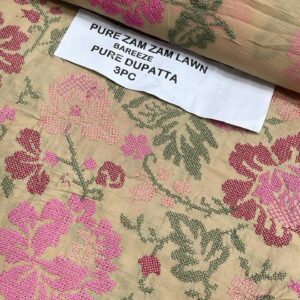 PURE ZAM ZAM LAWN
BAREEZE
PURE DUPATTA
3PC